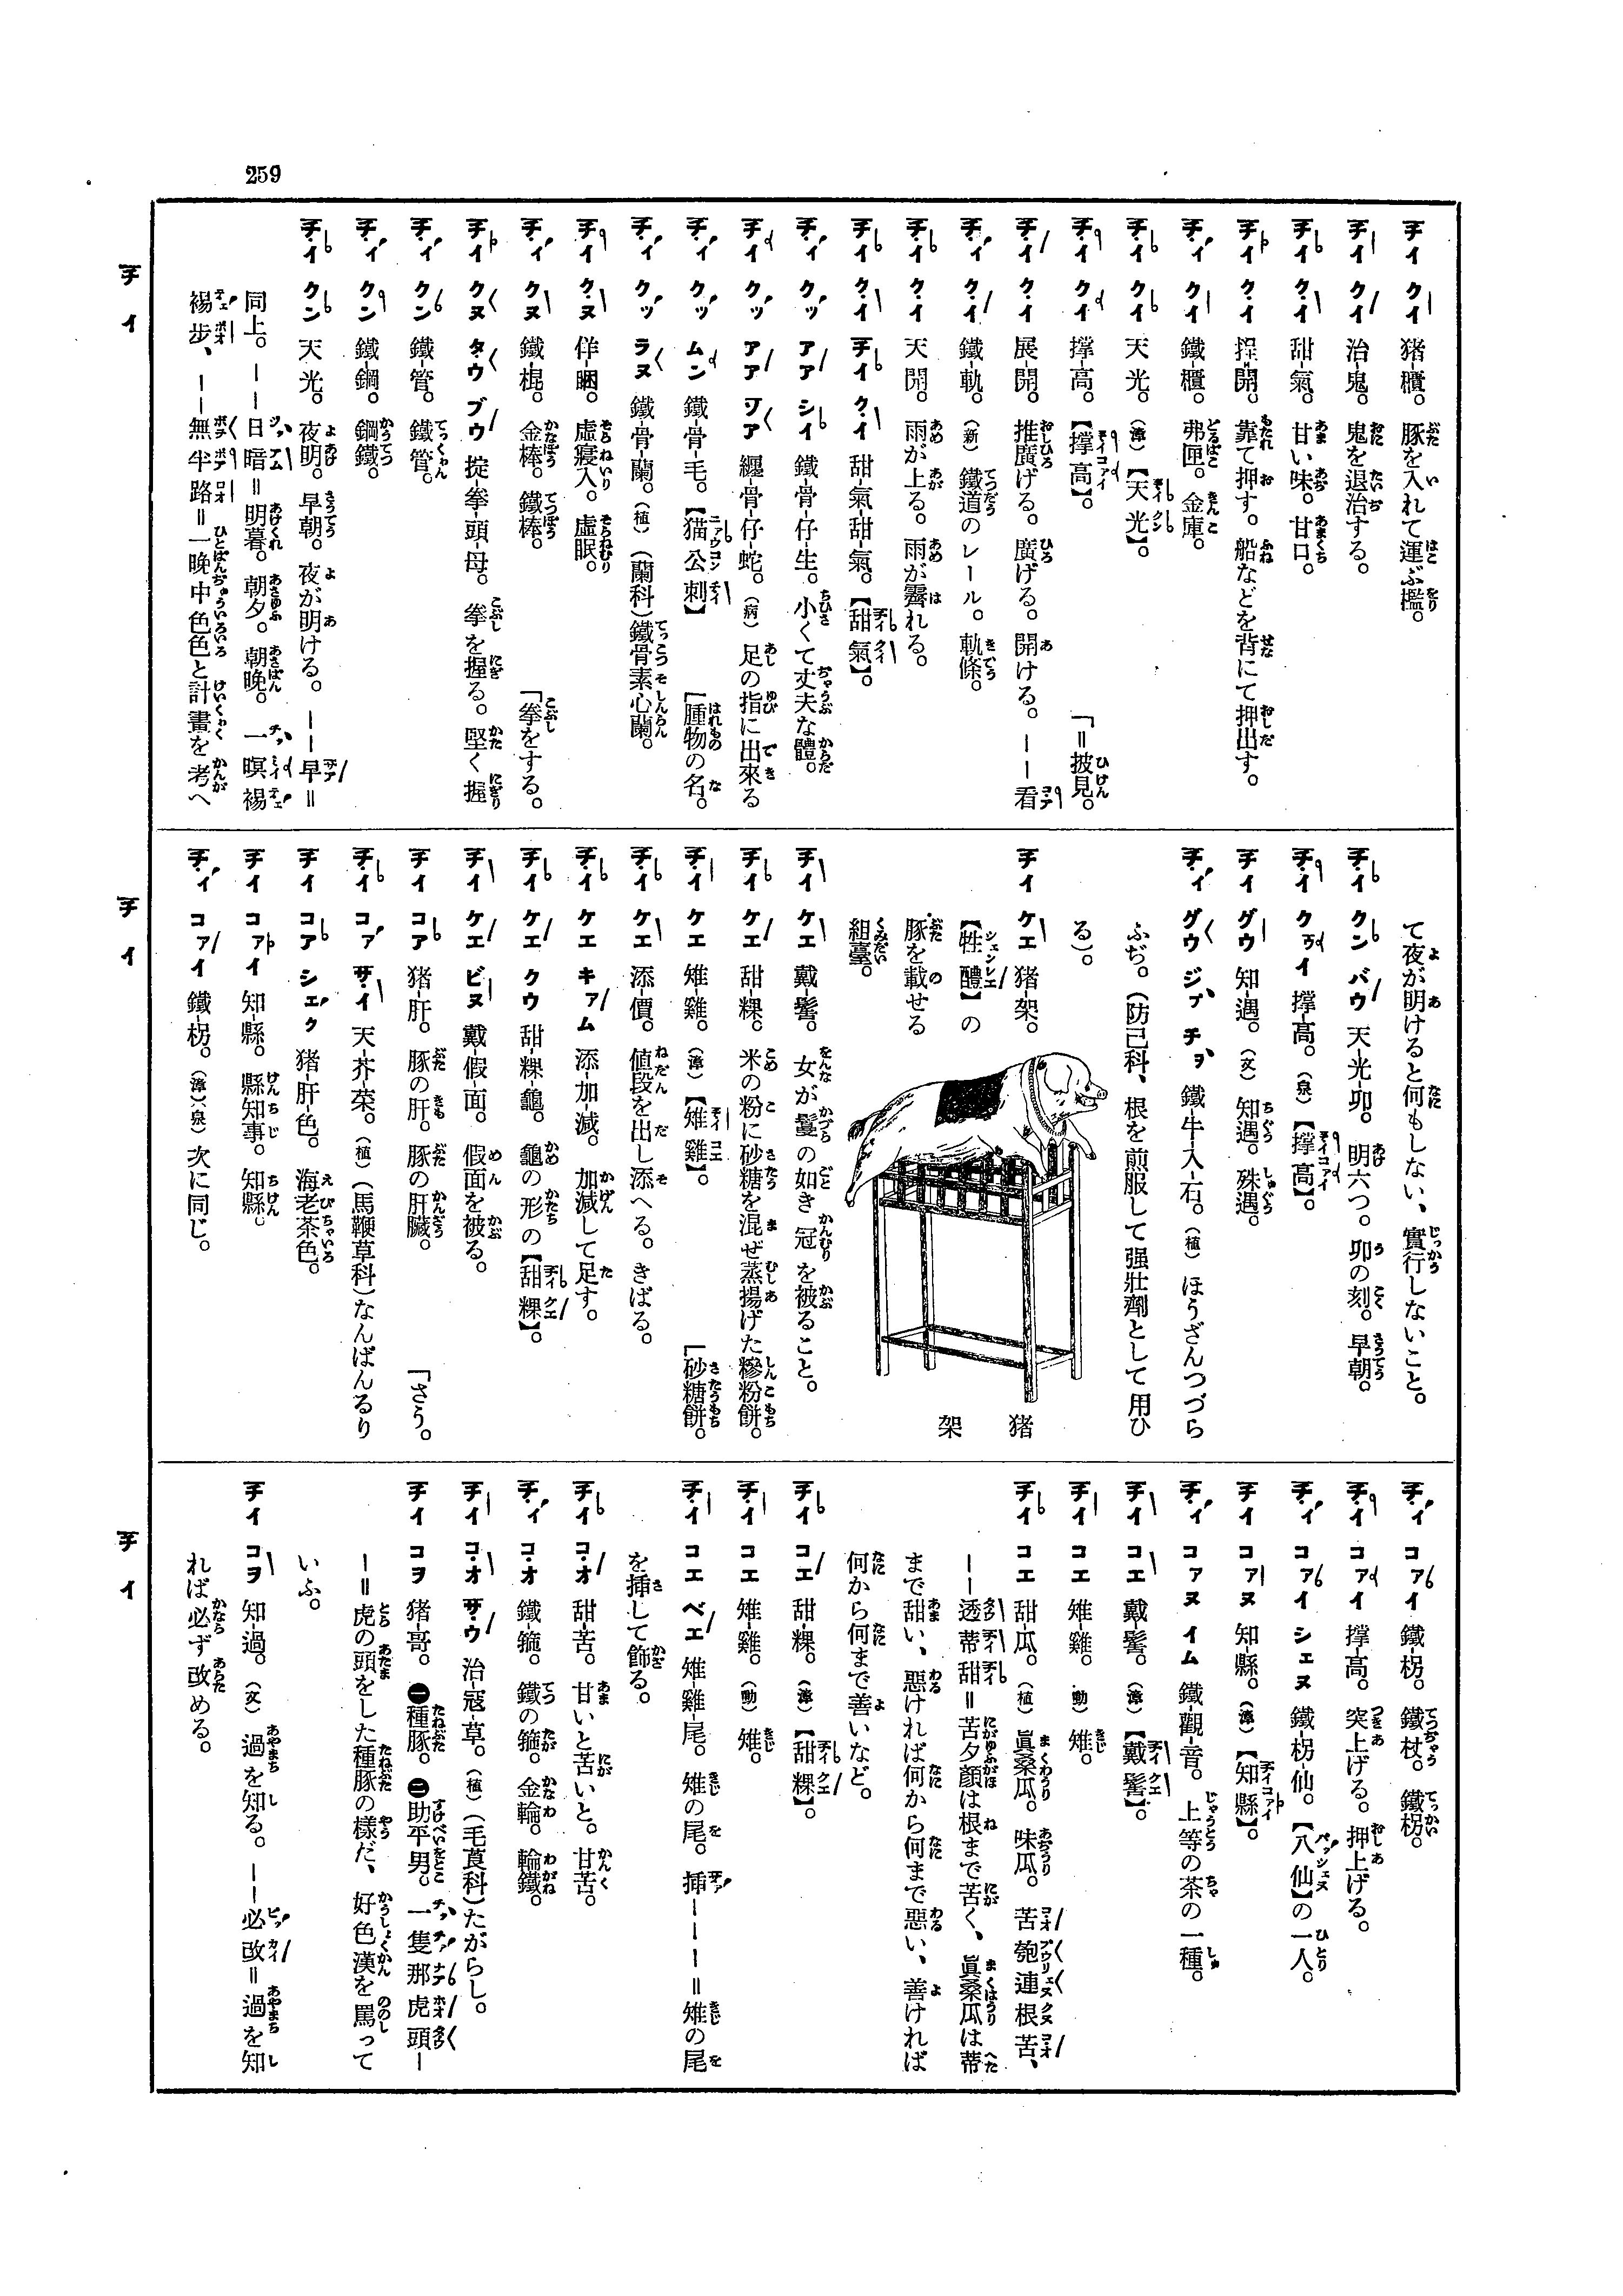 259
チイ クイ 猪-櫃。豚を入れて運ぶ檻。
チイ クイ 治-鬼。鬼を退治する。
チイ クイ 甜-氣。甘い味。甘口。
チイ クイ 挰-開。靠て押す。船などを背にて押出す。
チイ クイ 鐵-櫃。弗匣。金庫。
チイ クイ 天-光。(漳)【天光】。
チイ クイ 撑-高。【撑高】。 「=披見。
チイ クイ 展-開。推廣げる。廣げる。開ける。——看
チイ クイ 鐵-軌。(新)鐵道のレール。軌條。
チイ クイ 天-開。雨が上る。雨が霽れる。
チイ クイ チイ クイ 甜-氣-甜-氣。【甜氣】。
チイ クッ アア シイ 鐵-骨-仔-生。小くて丈夫な體。
チイ クッ アア ツア 纏-骨-仔-蛇。(病)足の指に出來る
チイ クッ ムン 鐵-骨-毛。【猫公刺】 「腫物の名。
チイ クッ ラヌ 鐵-骨-蘭。(植)(蘭科)鐵骨素心蘭。
チイ クヌ 佯-睏。虛寢入。虛眠。
チイ クヌ 鐵-棍。金棒。鐵棒。 「拳をする。
チイ クヌ タウ ブウ 掟-拳-頭-母。拳を握る。堅く握
チイ クン 鐵-管。鐵管。
チイ クン 鐵-鋼。鋼鐵。
チイ クン 天-光。夜明。早朝。夜が明ける。——早=
同上。——日暗=明暮。朝夕。朝晩。一暝裼
裼步、——無半路=一晚中色色と計畫を考へ
て夜が明けると何もしない、實行しないこと。
チイ クン バウ 天-光-卯。明六つ。卯の刻。早朝。
チイ クアイ 撑-高。(泉)【撑高】。
チイ グウ 知-遇。(文)知遇。殊遇。
チイ グウ ジプ チヲ 鐵-牛-入-石。(植)ほうざんつづら
ふぢ。(防已科、根を煎服して强壯劑として用ひ
る)。
チイ ケエ 猪-架。
【牲醴】の
豚を載せる
組臺。
猪架
チイ ケエ 戴-髻。女が鬘の如き冠を被ること。
チイ ケエ 甜-粿。米の粉に砂糖を混ぜ蒸揚げた糝粉餅。
チイ ケエ 雉-雞。(漳)【雉雞】。 「砂糖餅。
チイ ケエ 添-價。値段を出し添へる。きばる。
チイ ケエ キアム 添-加-減。加減して足す。
チイ ケエ クウ 甜-粿-龜。龜の形の【甜粿】。
チイ ケエ ビヌ 戴-假-面。假面を被る。
チイ コア 猪-肝。豚の肝。豚の肝臟。 「さう。
チイ コア ザイ 天-芥-菜。(植)(馬鞭草科)なんばんるり
チイ コア シェク 猪-肝-色。海老茶色。
チイ コアイ 知-縣。縣知事。知縣。
チイ コアイ 鐵-枴。(漳)(泉)次に同じ。
チイ コアイ 鐵-枴。鐵杖。鐵枴。
チイ コアイ 撑-高。突上げる。押上げる。
チイ コアイ シェヌ 鐵-枴-仙。【八仙】の一人。
チイ コアヌ 知-縣。(漳)【知縣】。
チイ コアヌ イム 鐵-觀-音。上等の茶の一種。
チイ コエ 戴-髻。(漳)【戴髻】。
チイ コエ 雉-雞。(動)雉。
チイ コエ 甜-瓜。(植)眞桑瓜。味瓜。苦匏連根苦、
——透蒂甜=苦夕顏は根まで苦く、眞桑瓜は蒂
まで甜い、惡ければ何から何まで惡い、善ければ
何から何まで善いなど。
チイ コエ 甜-粿。(漳)【甜粿】。
チイ コエ 雉-雞。(動)雉。
チイ コエ ベエ 雉-雞-尾。雉の尾。揷———=雉の尾
を揷して飾る。
チイ コオ 甜-苦。甘いと苦いと。甘苦。
チイ コオ 鐵-箍。鐵の箍。金輪。輪鐵。
チイ コオ ザウ 治-寇-草。(植)(毛茛科)たがらし。
チイ コヲ 猪-哥。㊀種豚。㊁助平男。一隻那虎頭—
—=虎の頭をした種豚の樣だ、好色漢を罵って
いふ。
チイ コヲ 知-過。(文)過を知る。——必改=過を知
れば必ず改める。
チイ
チイ
チイ